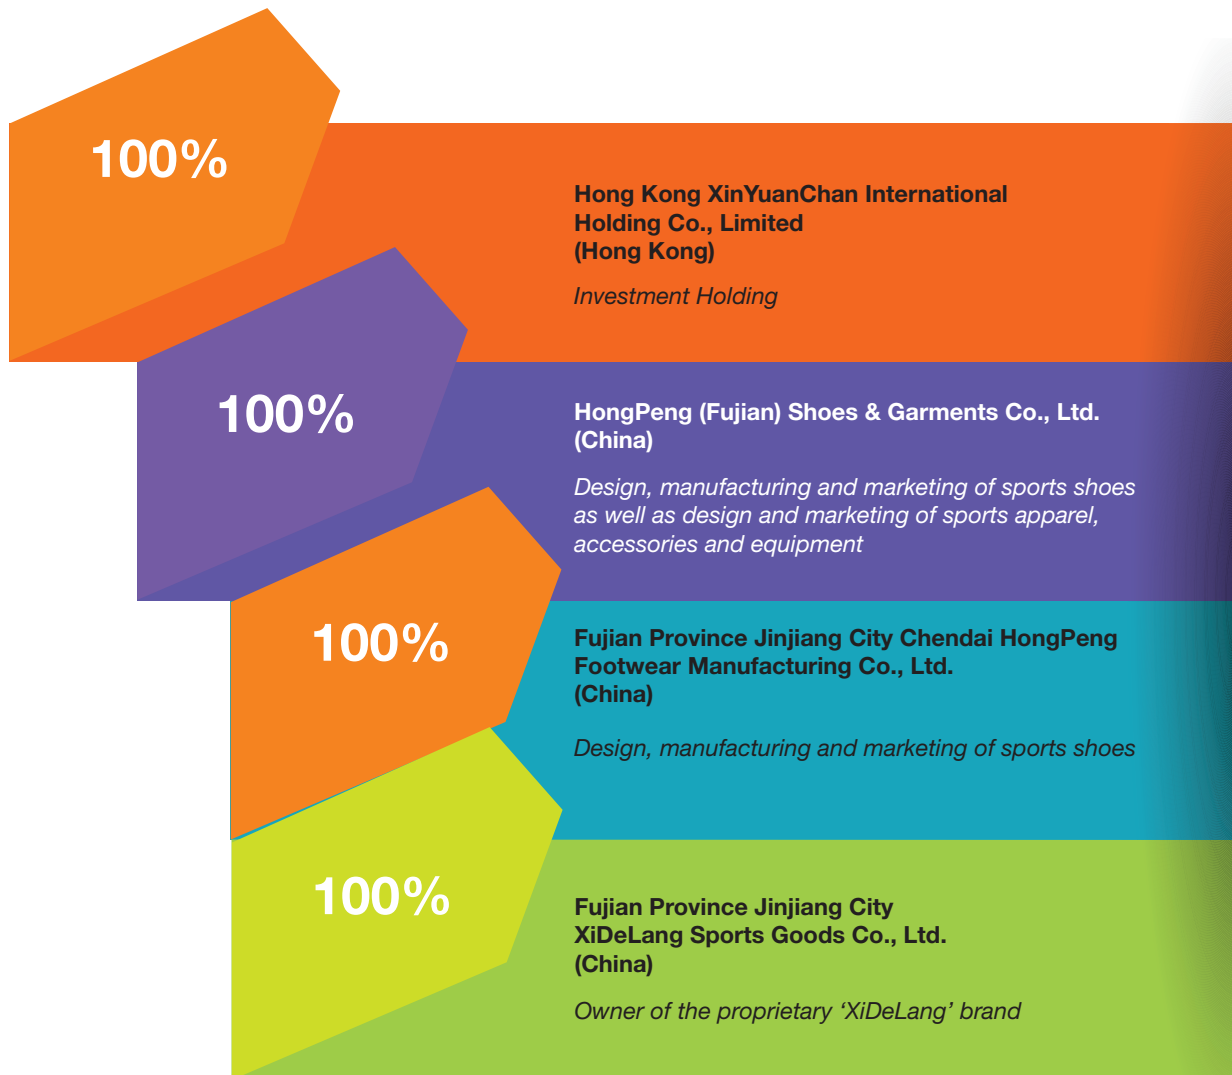 100%
Hong Kong XinYuanChan International
Holding Co., Limited
(Hong Kong)
Investment Holding
100%
HongPeng (Fujian) Shoes & Garments Co., Ltd.
(China)
Design, manufacturing and marketing of sports shoes
as well as design and marketing of sports apparel,
accessories and equipment
100%
Fujian Province Jinjiang City Chendai HongPeng
Footwear Manufacturing Co., Ltd.
(China)
Design, manufacturing and marketing of sports shoes
100%
Fujian Province Jinjiang City
XiDeLang Sports Goods Co., Ltd.
(China)
Owner of the proprietary ‘XiDeLang’ brand